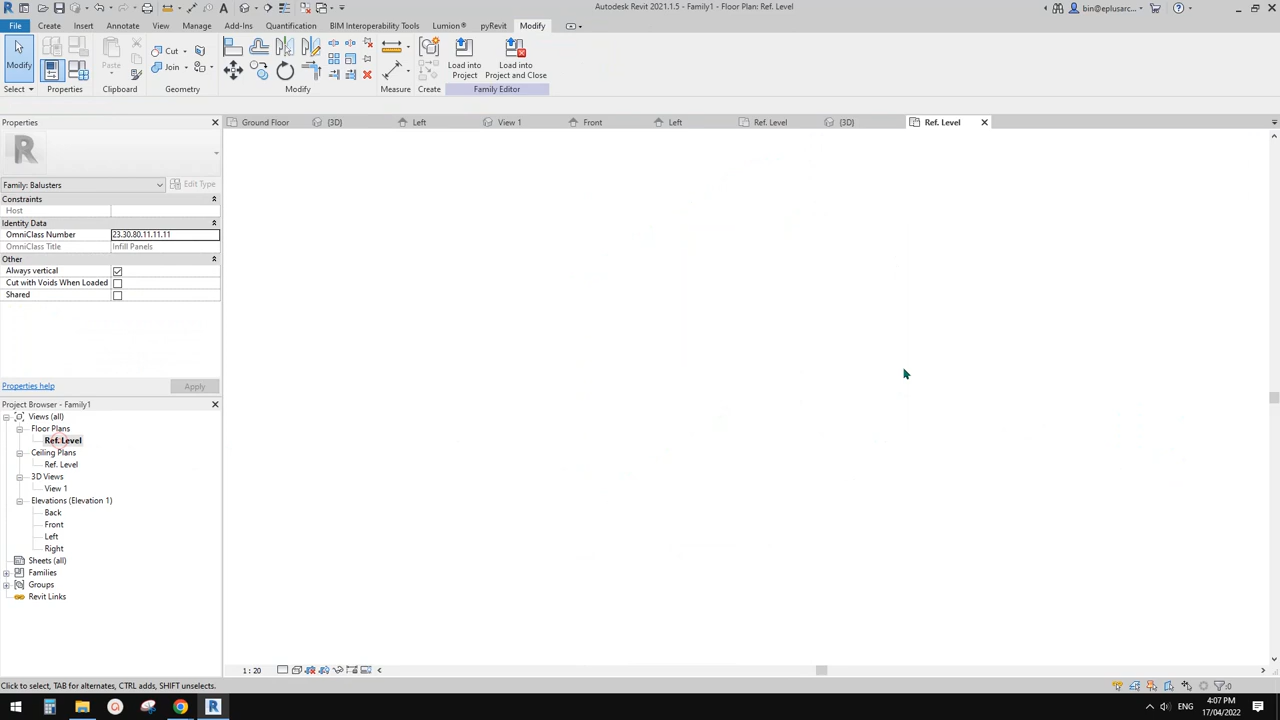 Autodesk Revit 2021.1.5 - Family1 - Floor Plan: Ref. Level
bin@eplusarc...
File Create Insert Annotate View Manage Add-Ins Quantification BIM Interoperability Tools Lumion® pyRevit Modify
Modify Paste Cut Join Load into Project Load into Project and Close
Select Properties Clipboard Geometry Modify Measure Create Family Editor
Properties
Ground Floor {3D} Left View 1 Front Left Ref. Level {3D} Ref. Level
R
Family: Balusters Edit Type
Constraints
Host
Identity Data
OmniClass Number 23.30.80.11.11.11
OmniClass Title Infill Panels
Other
Always vertical
Cut with Voids When Loaded
Shared
Properties help Apply
Project Browser - Family1
Views (all)
Floor Plans
Ref. Level
Ceiling Plans
Ref. Level
3D Views
View 1
Elevations (Elevation 1)
Back
Front
Left
Right
Sheets (all)
Families
Groups
Revit Links
1 : 20
Click to select, TAB for alternates, CTRL adds, SHIFT unselects.
:0
ENG
4:07 PM
17/04/2022